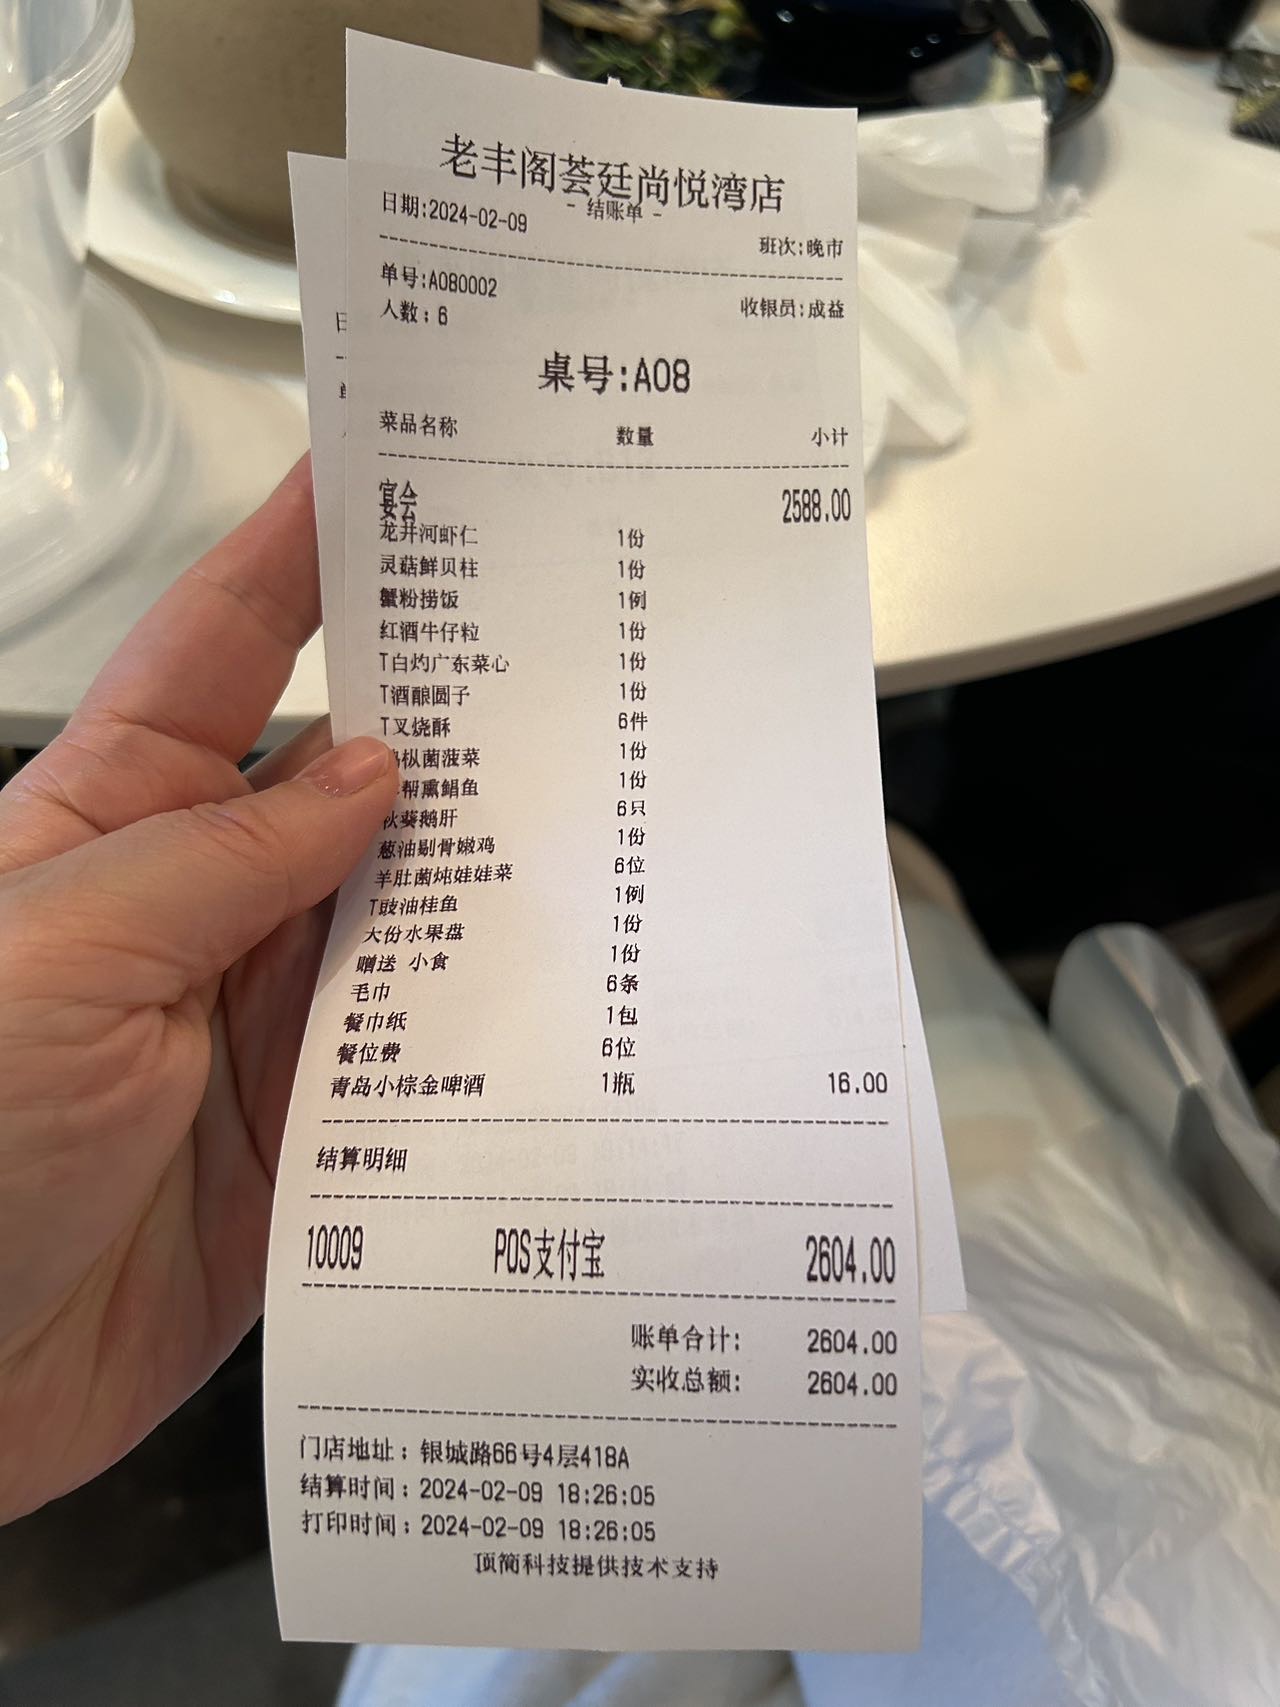 老丰阁荟廷尚悦湾店
- 结账单 -
日期:2024-02-09
班次:晚市
单号:A080002
人数：6 收银员:成益
桌号:A08
菜品名称 数量 小计
宴会 2588.00
龙井河虾仁 1份
灵菇鲜贝柱 1份
蟹粉捞饭 1例
红酒牛仔粒 1份
T白灼广东菜心 1份
T酒酿圆子 1份
T叉烧酥 6件
枞菌菠菜 1份
帮熏鲳鱼 1份
秋葵鹅肝 6只
葱油剔骨嫩鸡 1份
羊肚菌炖娃娃菜 6位
T豉油桂鱼 1例
大份水果盘 1份
赠送 小食 1份
毛巾 6条
餐巾纸 1包
餐位费 6位
青岛小棕金啤酒 1瓶 16.00
结算明细
10009 POS支付宝 2604.00
账单合计: 2604.00
实收总额: 2604.00
门店地址：银城路66号4层418A
结算时间：2024-02-09 18:26:05
打印时间：2024-02-09 18:26:05
顶简科技提供技术支持